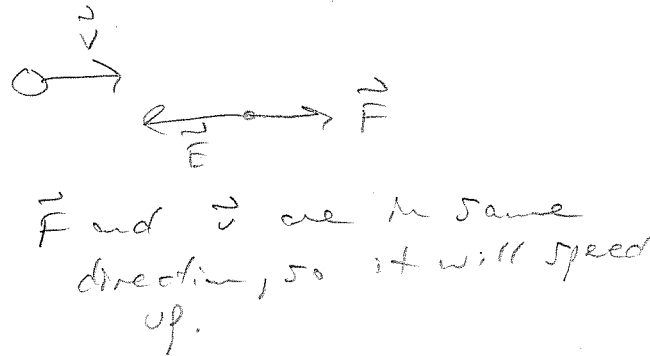 v⃗
F⃗
E⃗
F⃗ and v⃗ are in same
direction, so it will speed
up.